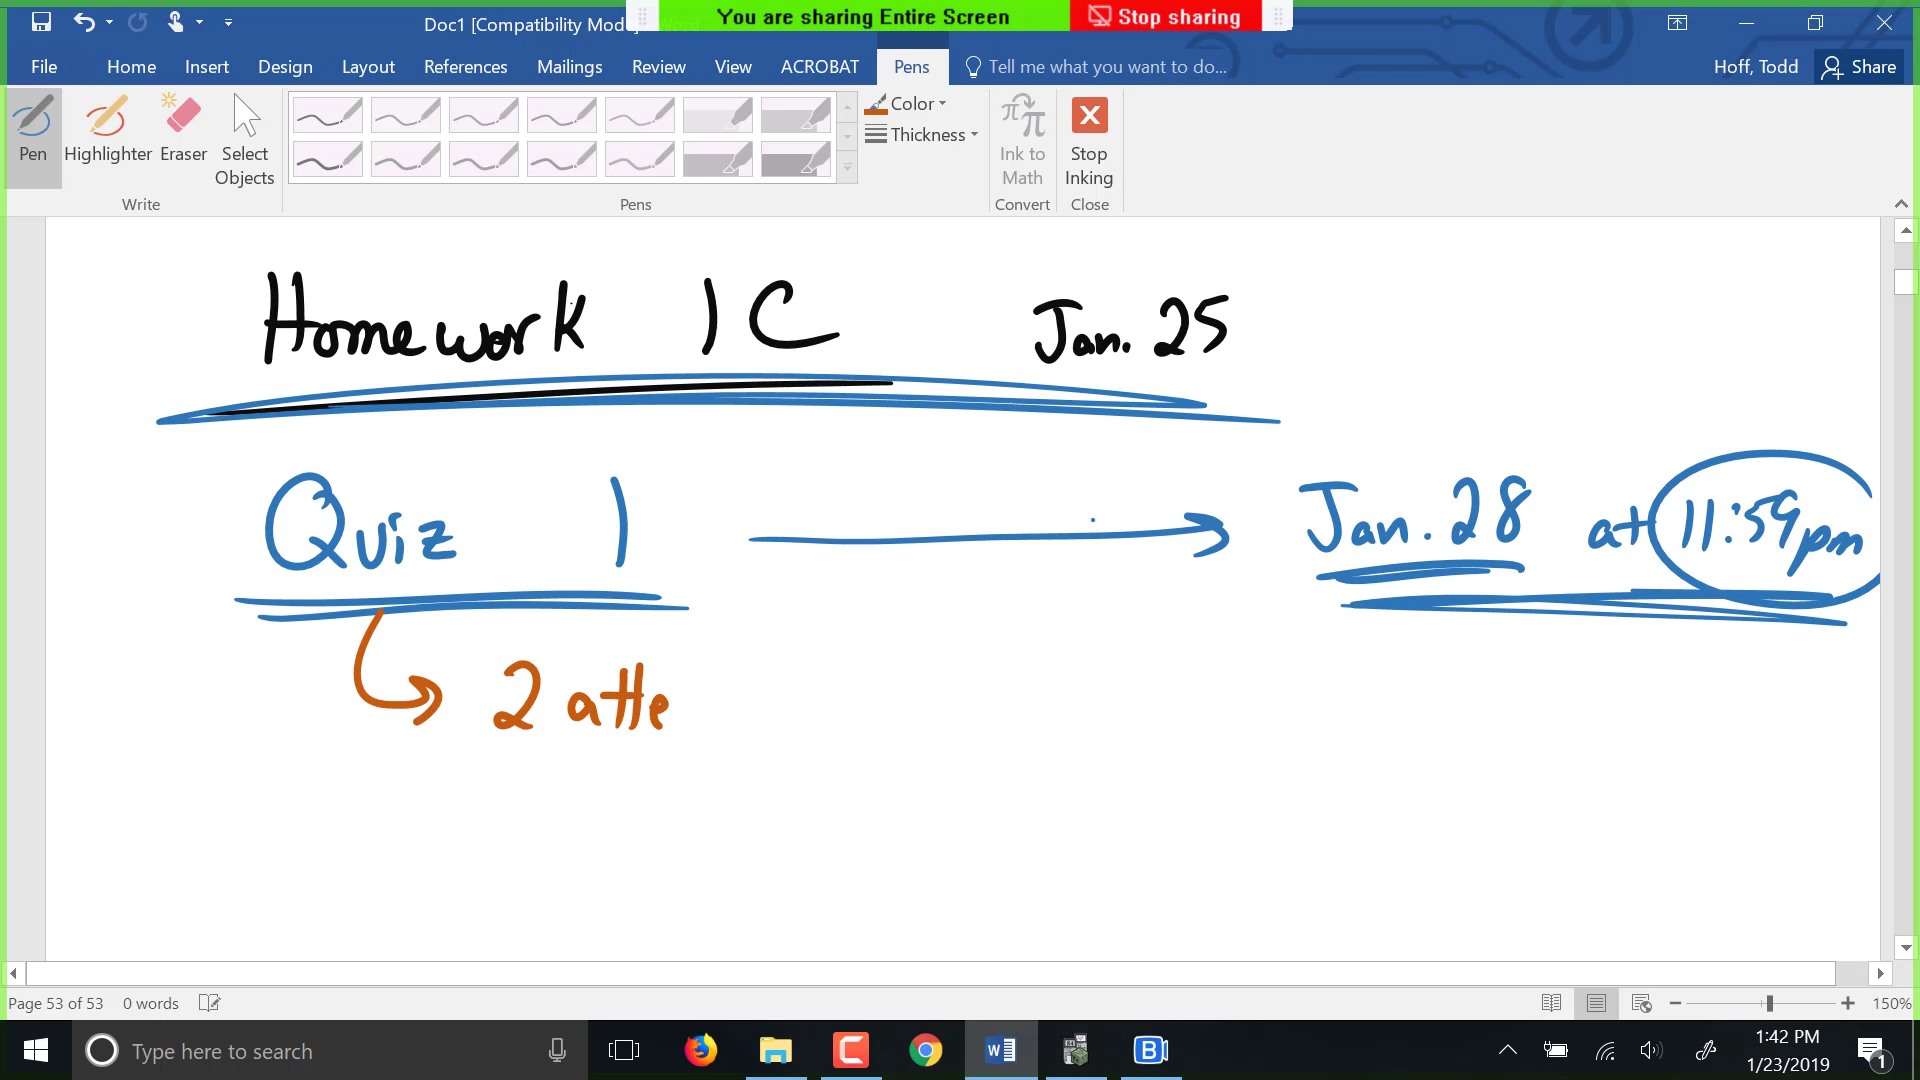 Doc1 [Compatibility Mod
You are sharing Entire Screen
Stop sharing
File Home Insert Design Layout References Mailings Review View ACROBAT Pens Tell me what you want to do... Hoff, Todd Share
Pen Highlighter Eraser Select Objects
Color
Thickness
Ink to Math
Stop Inking
Write Pens Convert Close
Homework 1C Jan. 25
Quiz 1 Jan. 28 at 11:59pm
2 atte
Page 53 of 53 0 words 150%
Type here to search
1:42 PM
1/23/2019
1